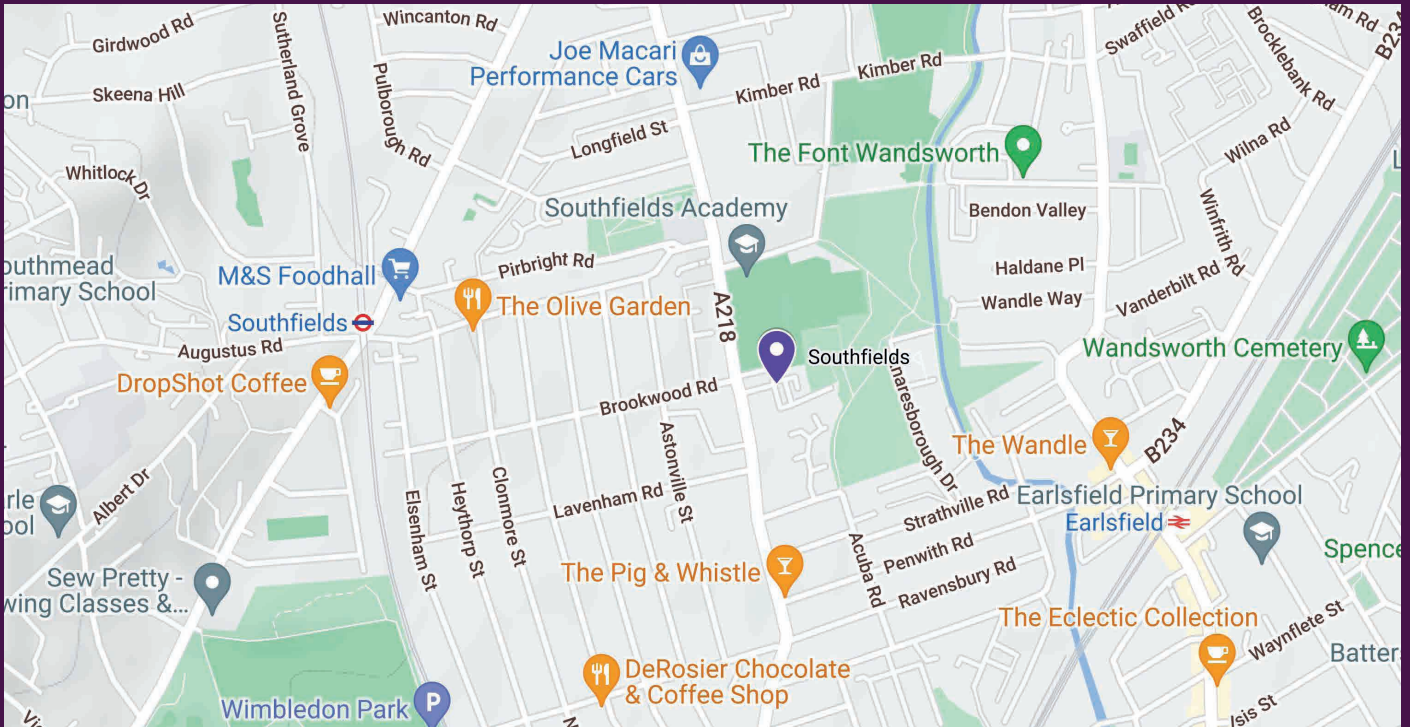 Wincanton Rd
Girdwood Rd
Sutherland Grove
Swaffield
Brocklebank Rd
Joe Macari
Performance Cars
Kimber Rd
Kimber Rd
Skeena Hill
Pulborough Rd
Longfield St
Wilna Rd
The Font Wandsworth
Whitlock Dr
Southfields Academy
Bendon Valley
Winfrith Rd
Pirbright Rd
Haldane Pl
M&S Foodhall
Wandle Way
Vanderbilt Rd
The Olive Garden
A218
Southfields
Augustus Rd
Wandsworth Cemetery
Southfields
DropShot Coffee
Brookwood Rd
The Wandle
B234
Astonville St
Albert Dr
Elsenham St
Heythorp St
Clonmore St
Lavenham Rd
Strathville Rd
Earlsfield Primary School
Earlsfield
Acuba Rd
Penwith Rd
Ravensbury Rd
The Pig & Whistle
Sew Pretty -
Classes &...
The Eclectic Collection
Waynflete St
DeRosier Chocolate
& Coffee Shop
Wimbledon Park
P